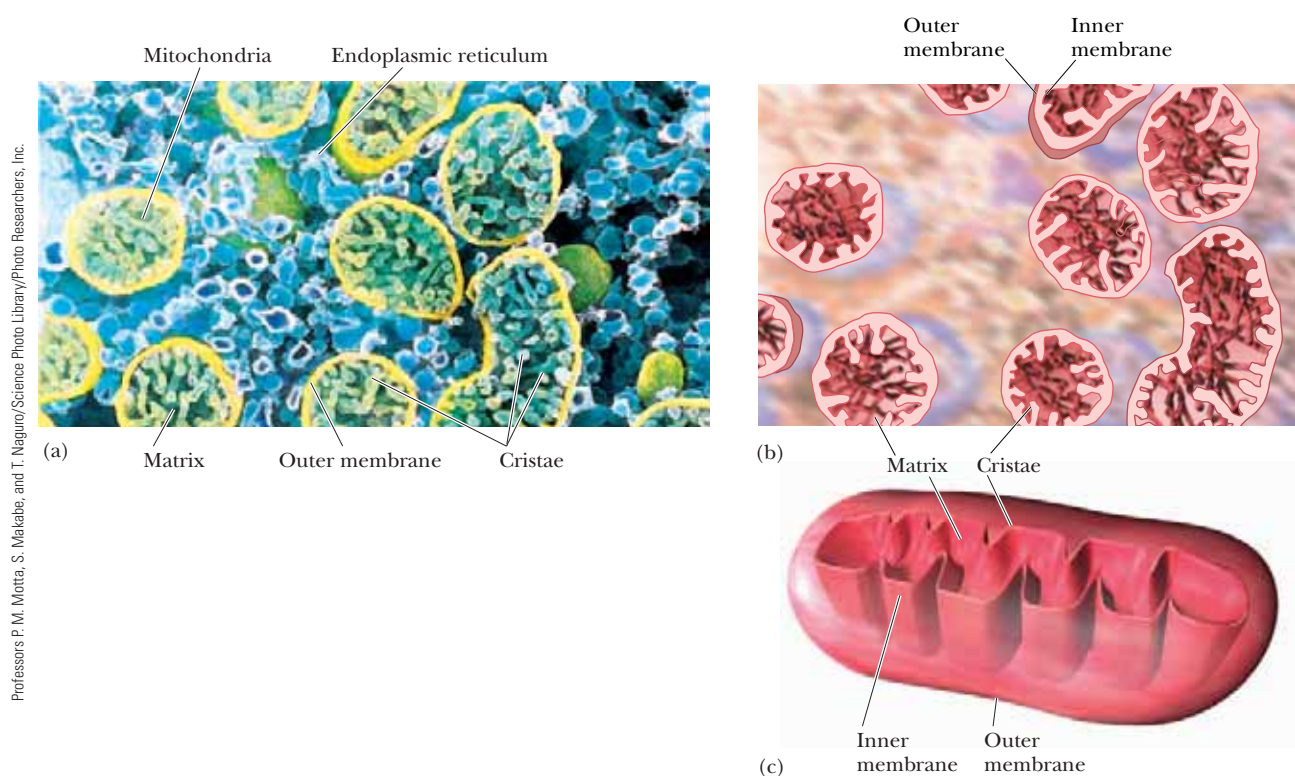 Mitochondria
Endoplasmic reticulum
Professors P. M. Motta, S. Makabe, and T. Naguro/Science Photo Library/Photo Researchers, Inc.
(a)
Matrix
Outer membrane
Cristae
Outer
membrane
Inner
membrane
(b)
Matrix
Cristae
Inner
membrane
Outer
membrane
(c)